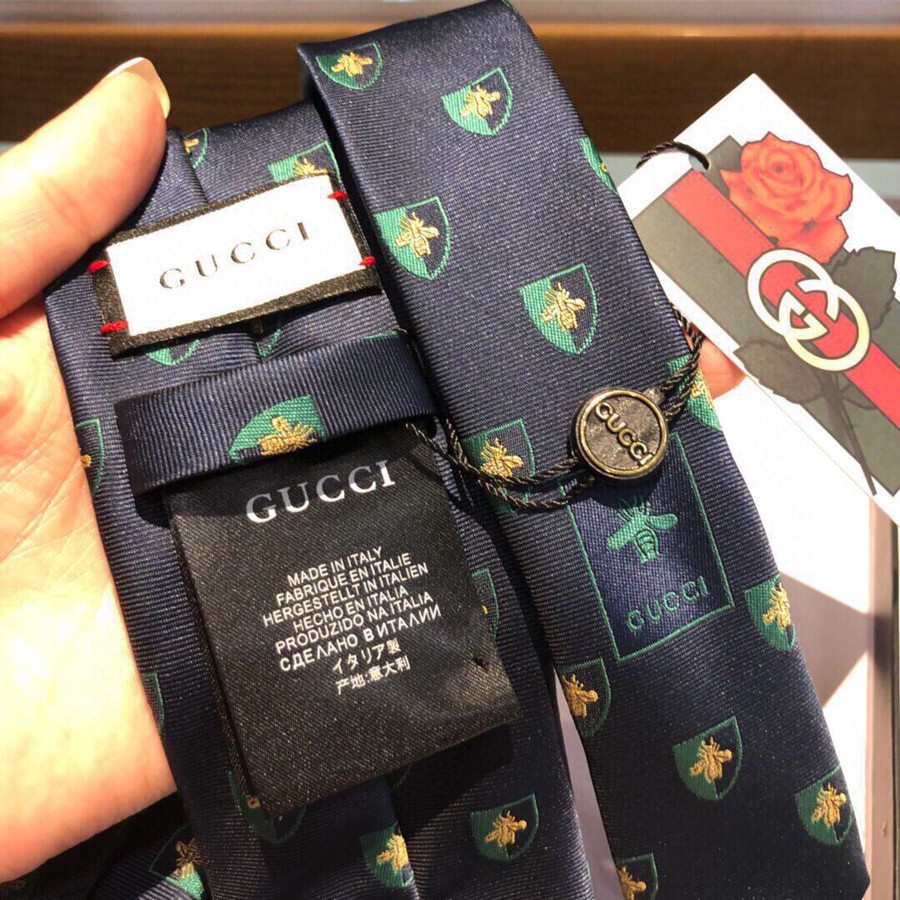 GUCCI
GUCCI
MADE IN ITALY
FABRIQUE EN ITALIE
HERGESTELLT IN ITALIEN
HECHO EN ITALIA
PRODUZIDO NA ITALIA
СДЕЛАНО В ИТАЛИИ
イタリア製
产地:意大利
GUCCI
GUCCI